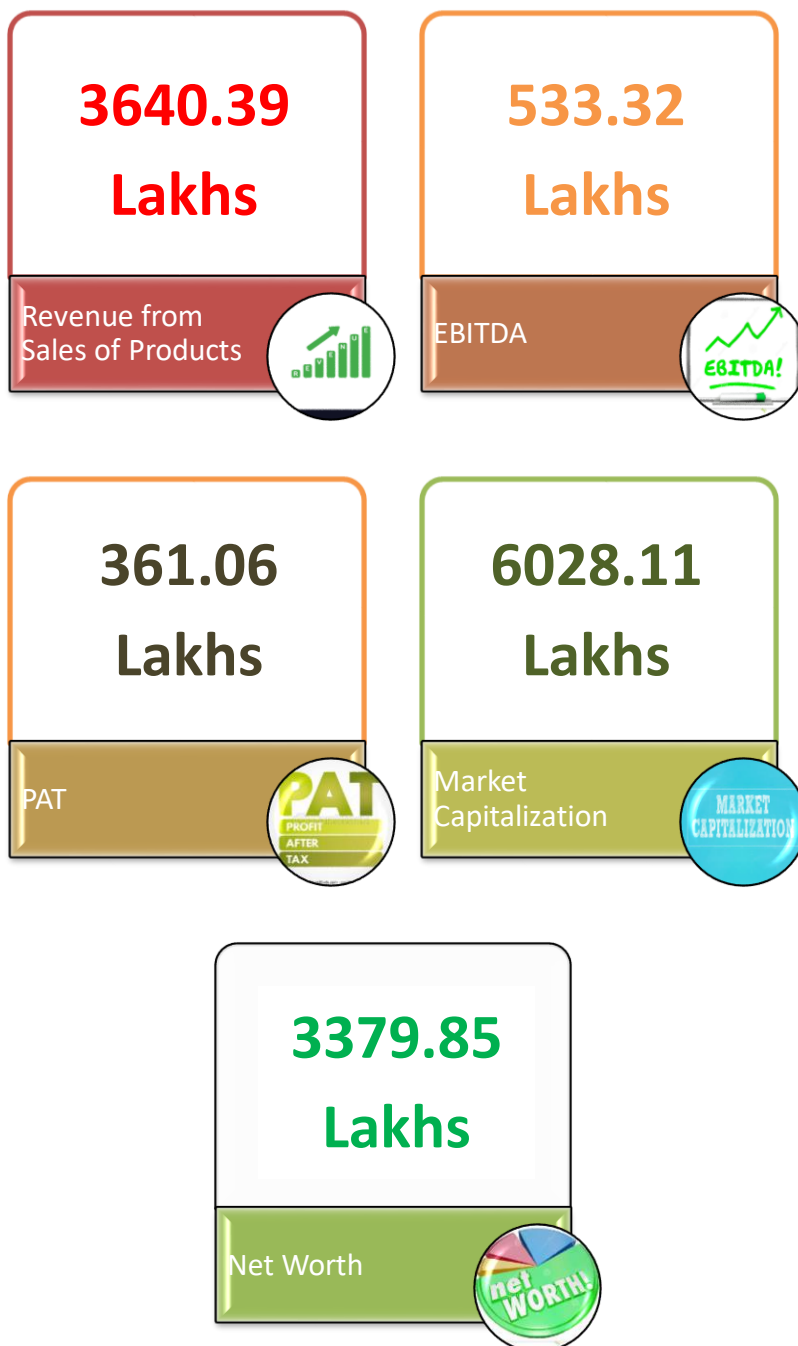 3640.39
Lakhs
Revenue from
Sales of Products
REVENUE
533.32
Lakhs
EBITDA
EBITDA!
361.06
Lakhs
PAT
PAT
PROFIT
AFTER
TAX
6028.11
Lakhs
Market
Capitalization
MARKET
CAPITALIZATION
3379.85
Lakhs
Net Worth
net
WORTH!